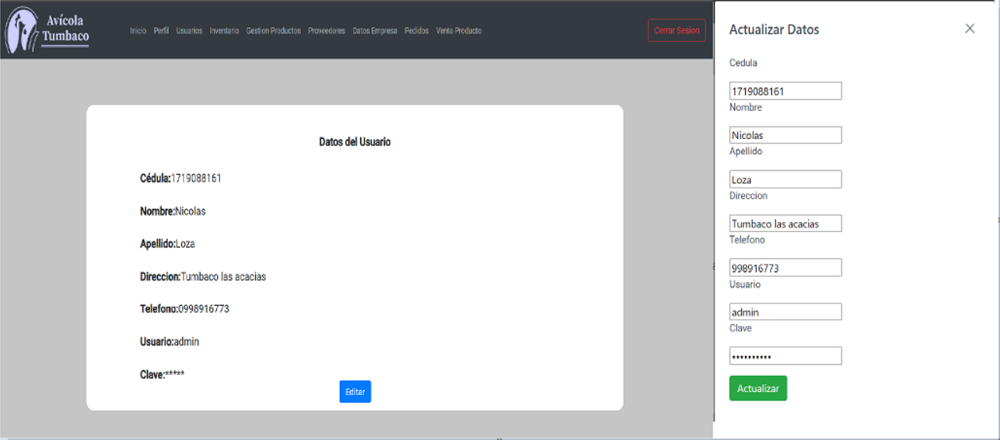 Avícola
Tumbaco
Inicio Perfil Usuarios Inventario Gestion Productos Proveedores Datos Empresa Pedidos Venta Producto
Cerrar Sesion
Datos del Usuario
Cédula:1719088161
Nombre:Nicolas
Apellido:Loza
Direccion:Tumbaco las acacias
Telefono:0998916773
Usuario:admin
Clave:*****
Editar
Actualizar Datos
Cedula
1719088161
Nombre
Nicolas
Apellido
Loza
Direccion
Tumbaco las acacias
Telefono
998916773
Usuario
admin
Clave
••••••••••
Actualizar